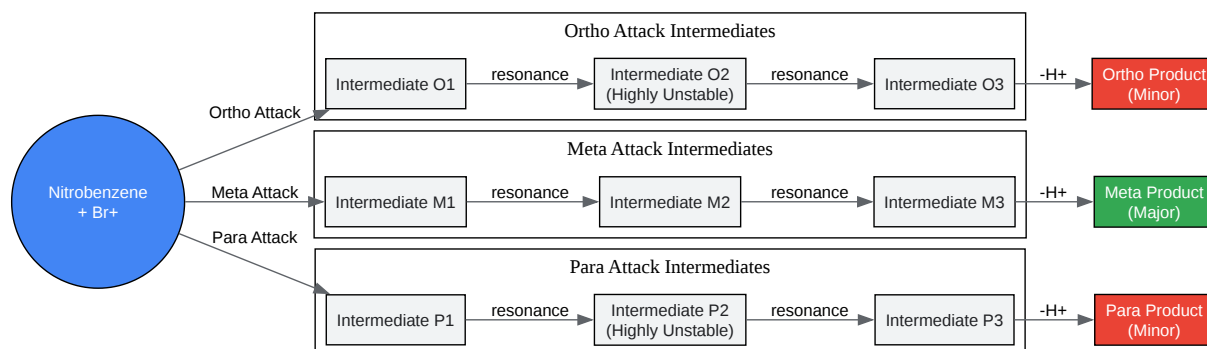 Ortho Attack Intermediates
Intermediate O1
resonance
Intermediate O2
(Highly Unstable)
resonance
Intermediate O3
-H+
Ortho Product
(Minor)
Ortho Attack
Meta Attack Intermediates
Nitrobenzene
+ Br+
Meta Attack
Intermediate M1
resonance
Intermediate M2
resonance
Intermediate M3
-H+
Meta Product
(Major)
Para Attack
Para Attack Intermediates
Intermediate P1
resonance
Intermediate P2
(Highly Unstable)
resonance
Intermediate P3
-H+
Para Product
(Minor)